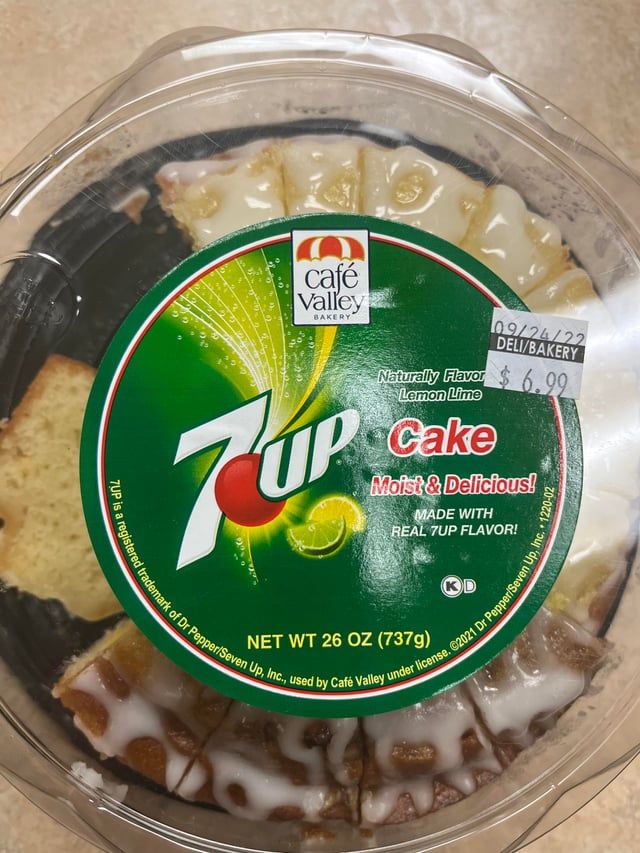 café
Valley
BAKERY
09/24/22
DELI/BAKERY
$ 6.99
Naturally Flavor
Lemon Lime
7UP
Cake
Moist & Delicious!
MADE WITH
REAL 7UP FLAVOR!
K D
NET WT 26 OZ (737g)
7UP is a registered trademark of Dr Pepper/Seven Up, Inc., used by Café Valley under license. ©2021 Dr Pepper/Seven Up, Inc. • 1220-02